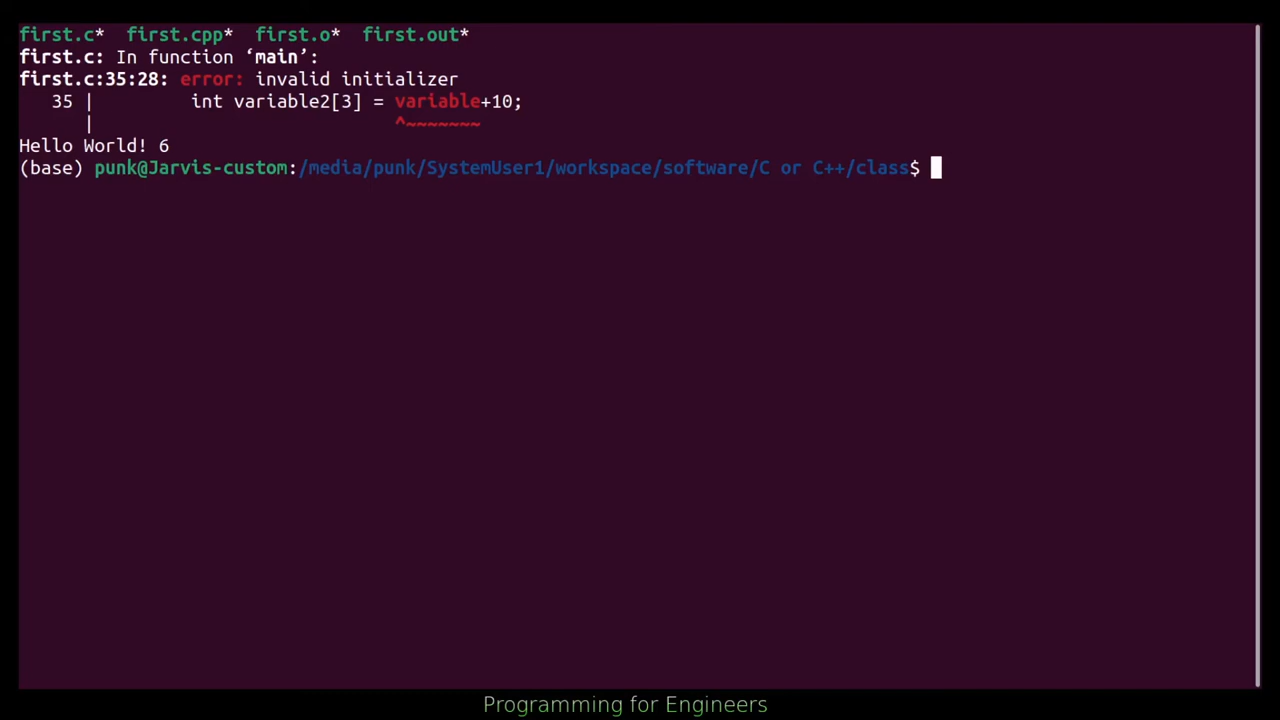 first.c*  first.cpp*  first.o*  first.out*
first.c: In function ‘main’:
first.c:35:28: error: invalid initializer
   35 |         int variable2[3] = variable+10;
      |                            ^~~~~~~~
Hello World! 6
(base) punk@Jarvis-custom:/media/punk/SystemUser1/workspace/software/C or C++/class$
Programming for Engineers